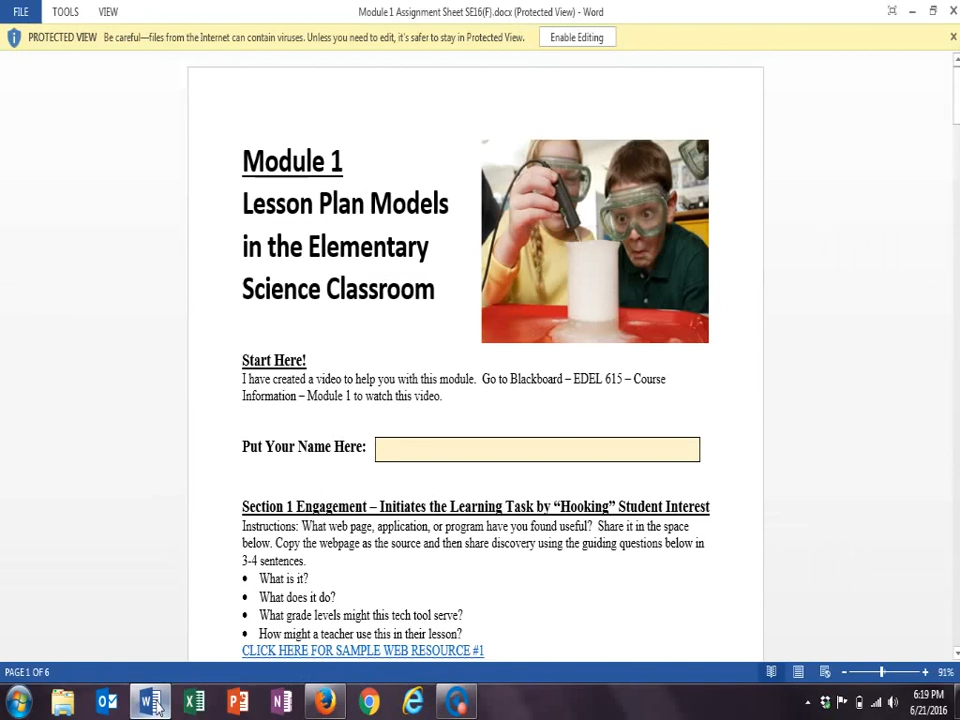 FILE TOOLS VIEW Module 1 Assignment Sheet SE16(F).docx (Protected View) - Word
PROTECTED VIEW Be careful—files from the Internet can contain viruses. Unless you need to edit, it's safer to stay in Protected View. Enable Editing
Module 1
Lesson Plan Models
in the Elementary
Science Classroom
Start Here!
I have created a video to help you with this module. Go to Blackboard – EDEL 615 – Course
Information – Module 1 to watch this video.
Put Your Name Here:
Section 1 Engagement – Initiates the Learning Task by “Hooking” Student Interest
Instructions: What web page, application, or program have you found useful? Share it in the space
below. Copy the webpage as the source and then share discovery using the guiding questions below in
3-4 sentences.
• What is it?
• What does it do?
• What grade levels might this tech tool serve?
• How might a teacher use this in their lesson?
CLICK HERE FOR SAMPLE WEB RESOURCE #1
PAGE 1 OF 6 91%
6:19 PM
6/21/2016